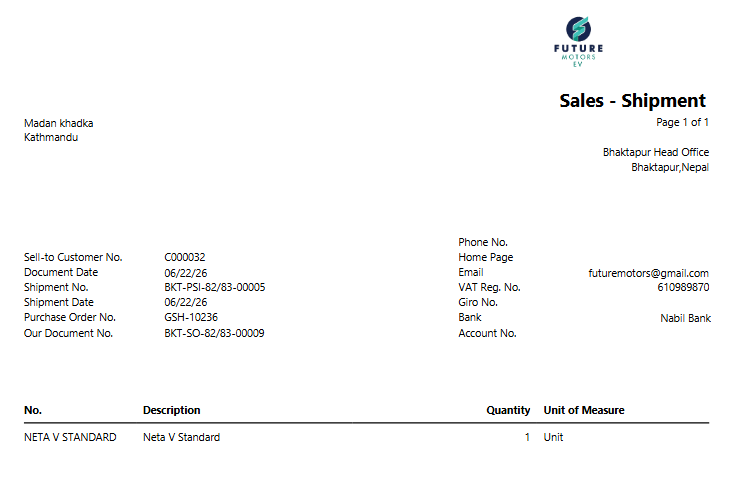 FUTURE
MOTORS
EV
Sales - Shipment
Page 1 of 1
Madan khadka
Kathmandu
Bhaktapur Head Office
Bhaktapur,Nepal
Phone No.
Sell-to Customer No. C000032 Home Page
Document Date 06/22/26 Email futuremotors@gmail.com
Shipment No. BKT-PSI-82/83-00005 VAT Reg. No. 610989870
Shipment Date 06/22/26 Giro No.
Purchase Order No. GSH-10236 Bank Nabil Bank
Our Document No. BKT-SO-82/83-00009 Account No.
No. Description Quantity Unit of Measure
NETA V STANDARD Neta V Standard 1 Unit